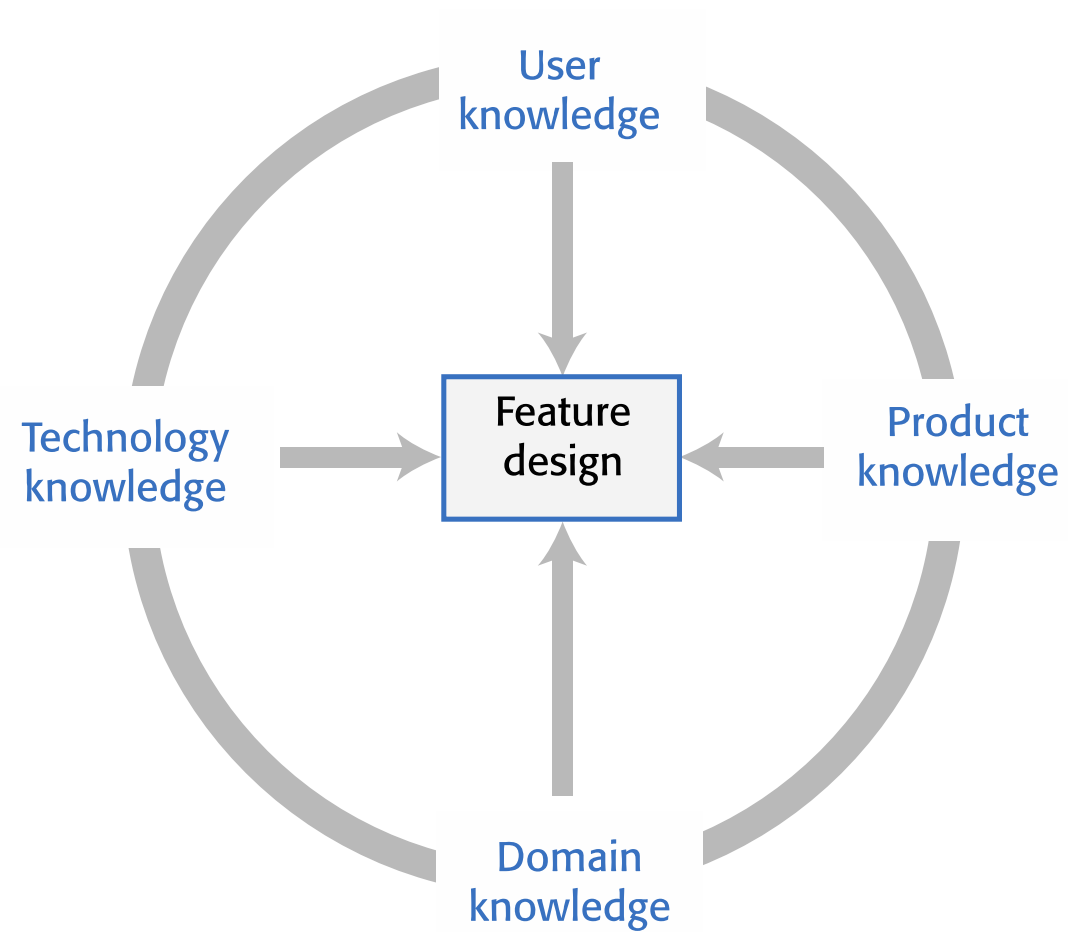 User
knowledge
Feature
design
Technology
knowledge
Product
knowledge
Domain
knowledge